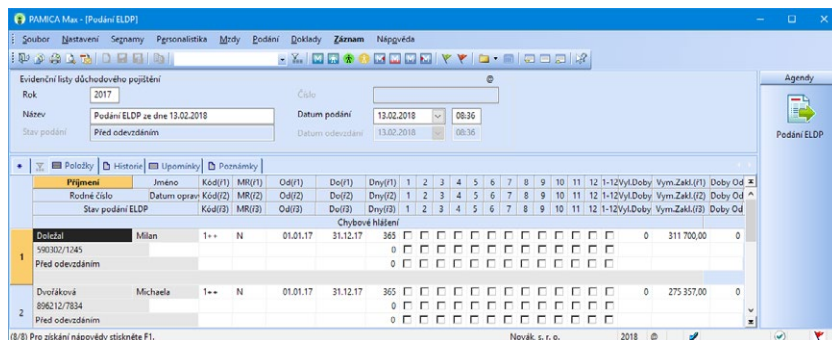 PAMICA Max - [Podání ELDP]
Soubor Nastavení Seznamy Personalistika Mzdy Podání Doklady Záznam Nápověda
Evidenční listy důchodového pojištění @
Agendy
Rok 2017 Číslo
Název Podání ELDP ze dne 13.02.2018 Datum podání 13.02.2018 08:36
Stav podání Před odevzdáním Datum odevzdání 13.02.2018 08:36
Podání ELDP
Položky Historie Upomínky Poznámky
Příjmení Jméno Kód(ř1) MR(ř1) Od(ř1) Do(ř1) Dny(ř1) 1 2 3 4 5 6 7 8 9 10 11 12 1-12 Vyl.Doby Vym.Zakl.(ř1) Doby Od
Rodné číslo Datum oprav Kód(ř2) MR(ř2) Od(ř2) Do(ř2) Dny(ř2) 1 2 3 4 5 6 7 8 9 10 11 12 1-12 Vyl.Doby Vym.Zakl.(ř2) Doby Od
Stav podání ELDP Kód(ř3) MR(ř3) Od(ř3) Do(ř3) Dny(ř3) 1 2 3 4 5 6 7 8 9 10 11 12 1-12 Vyl.Doby Vym.Zakl.(ř3) Doby Od
Chybové hlášení
1 Doležal Milan 1++ N 01.01.17 31.12.17 365 0 311 700,00 0
590302/1245 0
Před odevzdáním 0
2 Dvořáková Michaela 1++ N 01.01.17 31.12.17 365 0 275 357,00 0
896212/7834 0
Před odevzdáním 0
(8/8) Pro získání nápovědy stiskněte F1. Novák, s. r. o. 2018 @